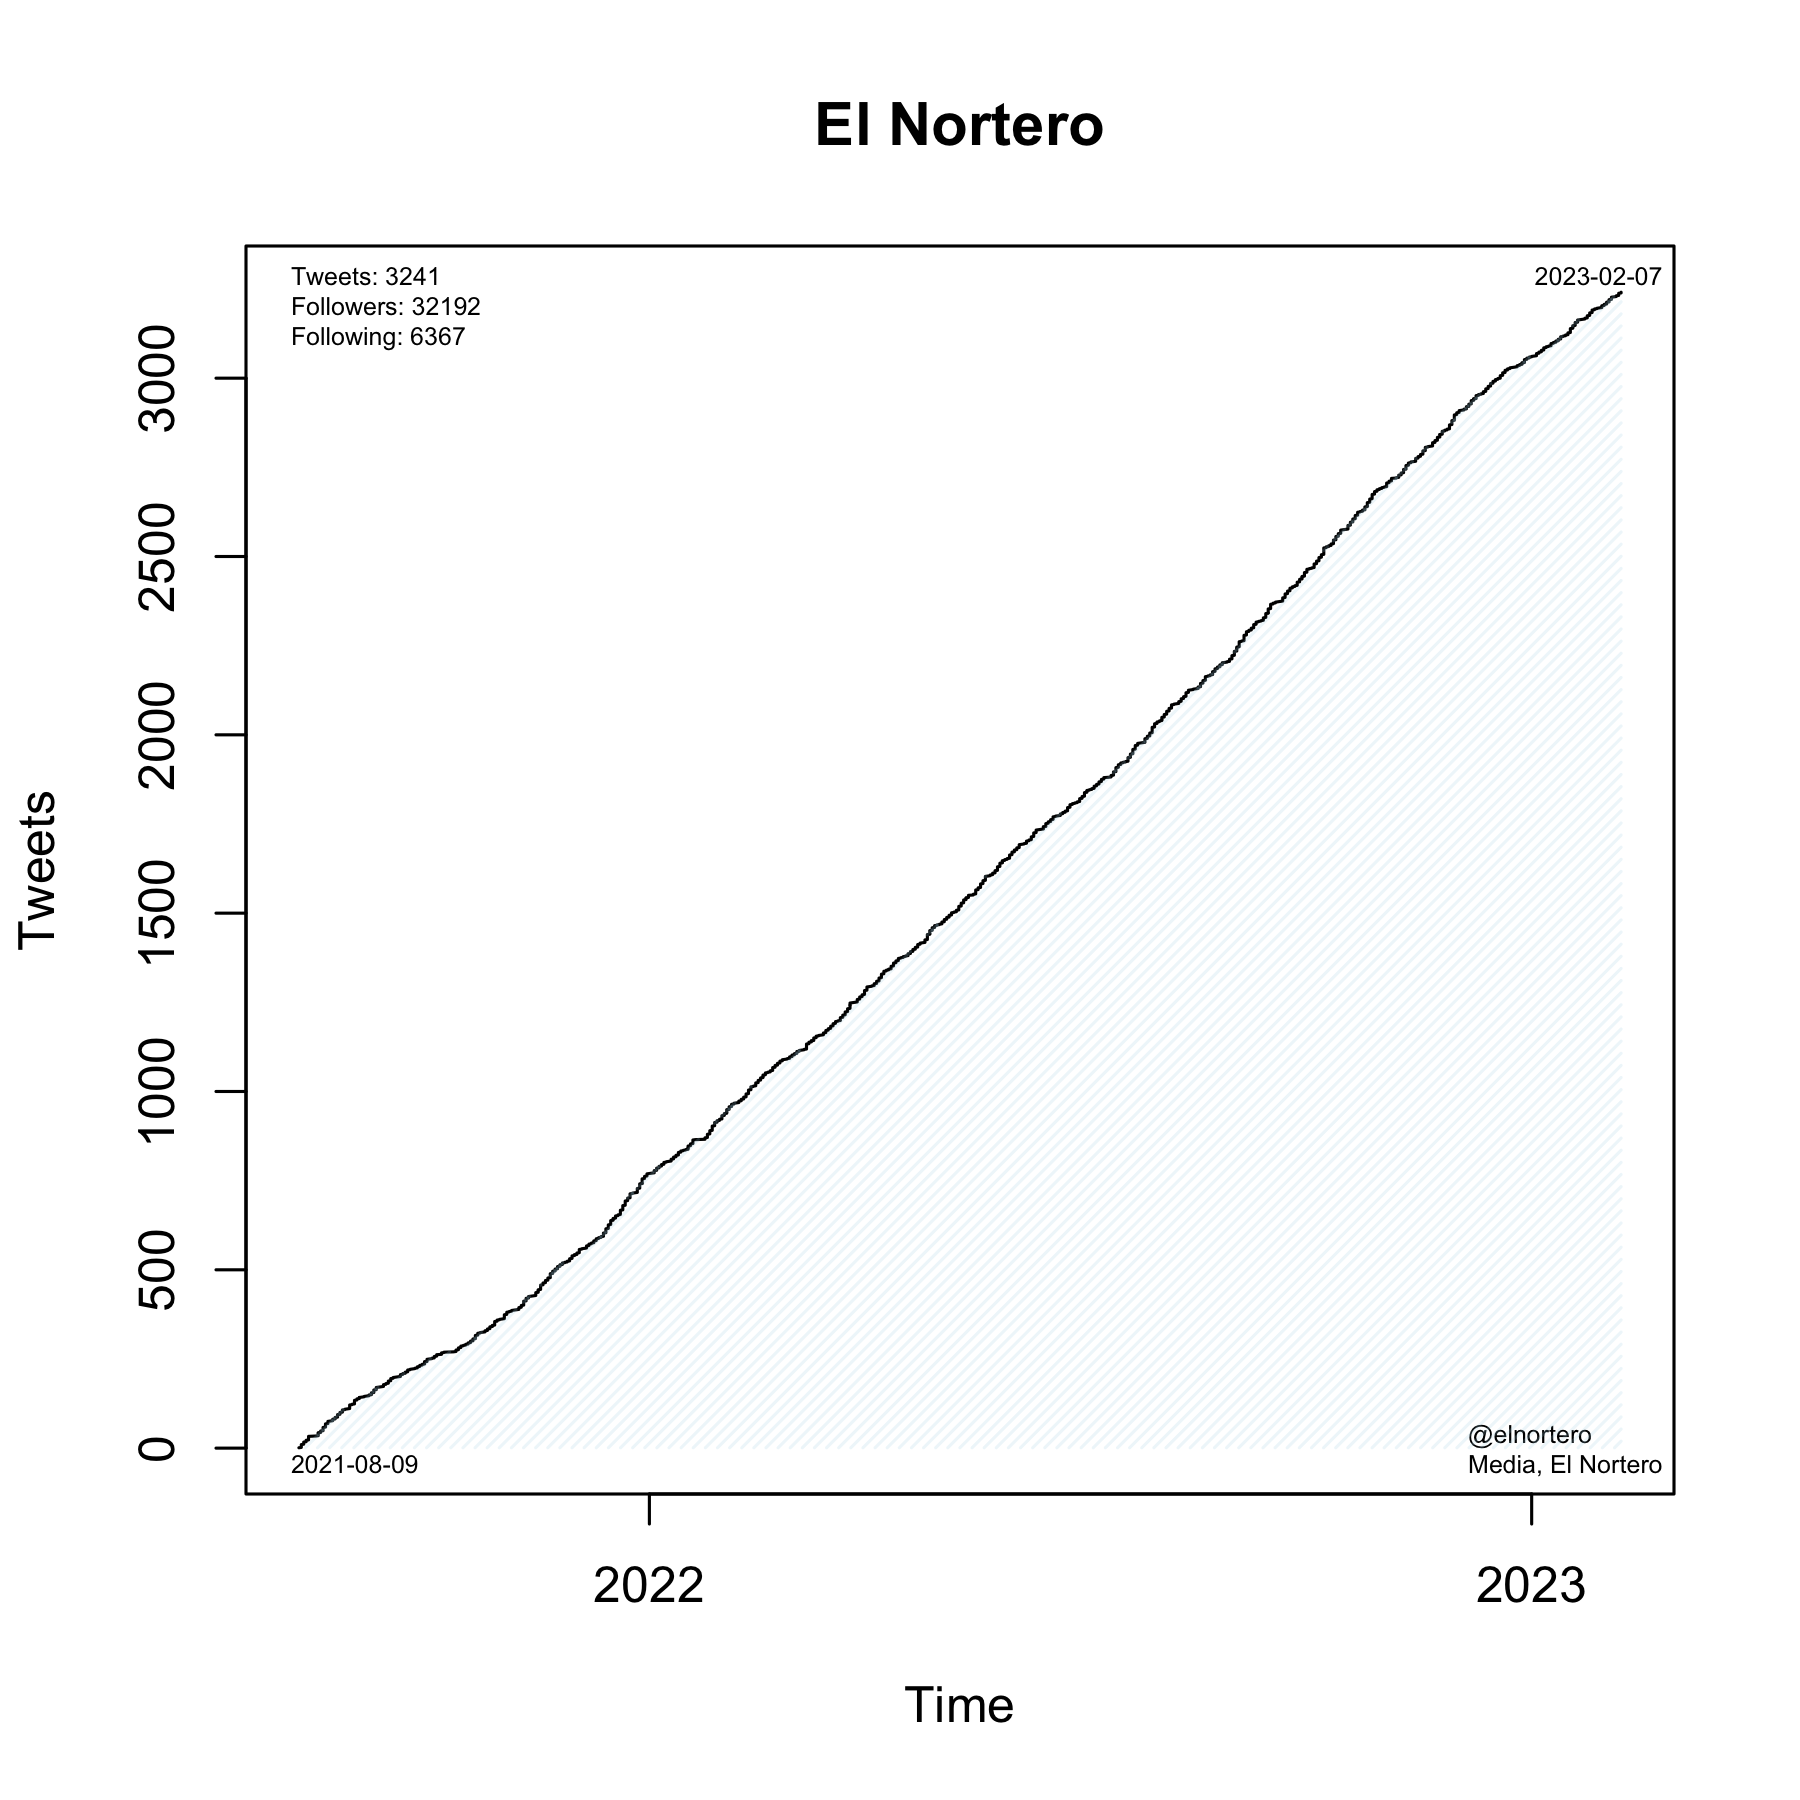 El Nortero
Tweets: 3241
Followers: 32192
Following: 6367
2023-02-07
3000
2500
2000
1500
1000
500
0
Tweets
2021-08-09
@elnortero
Media, El Nortero
2022
2023
Time